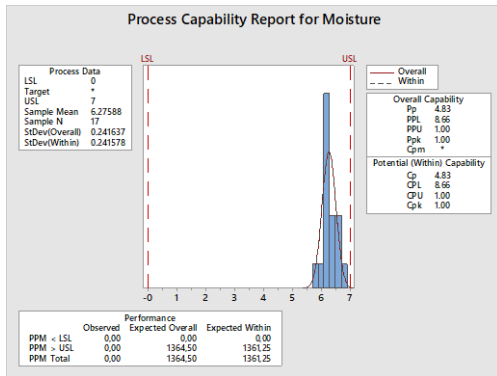 Process Capability Report for Moisture
LSL USL
Process Data
LSL 0
Target *
USL 7
Sample Mean 6,27588
Sample N 17
StDev(Overall) 0,241637
StDev(Within) 0,241578
Overall
Within
Overall Capability
Pp 4.83
PPL 8.66
PPU 1.00
Ppk 1.00
Cpm *
Potential (Within) Capability
Cp 4.83
CPL 8.66
CPU 1.00
Cpk 1.00
-0 1 2 3 4 5 6 7
Performance
Observed Expected Overall Expected Within
PPM < LSL 0,00 0,00 0,00
PPM > USL 0,00 1364,50 1361,25
PPM Total 0,00 1364,50 1361,25